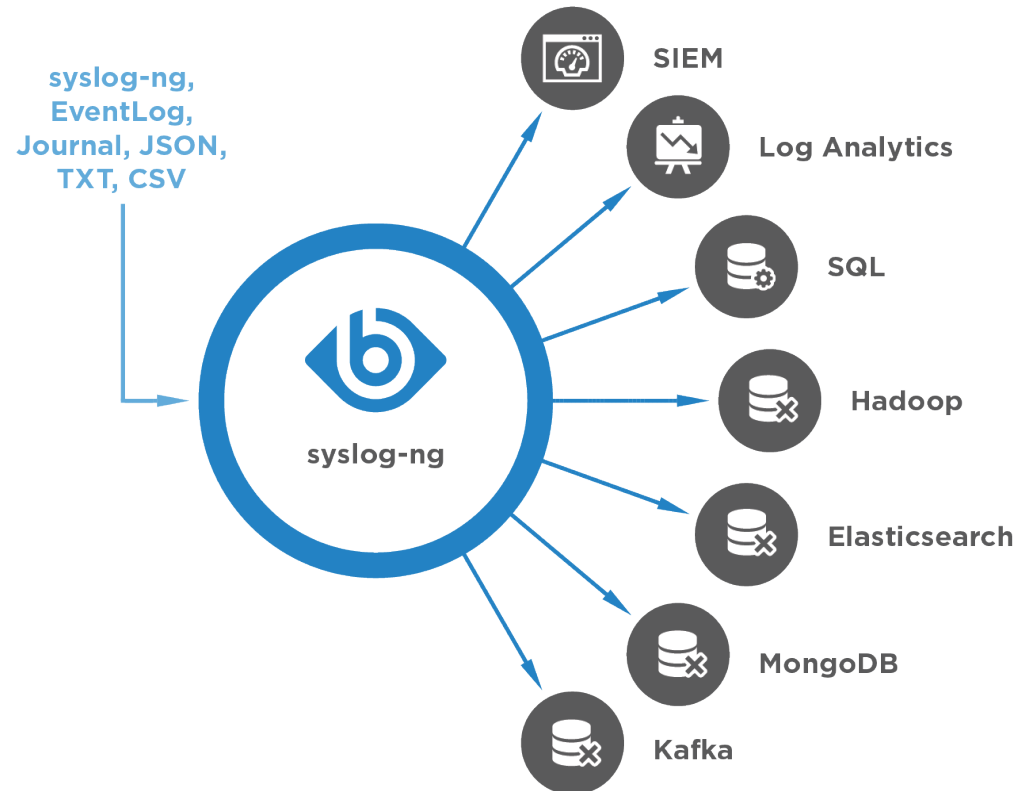 syslog-ng,
EventLog,
Journal, JSON,
TXT, CSV
syslog-ng
SIEM
Log Analytics
SQL
Hadoop
Elasticsearch
MongoDB
Kafka